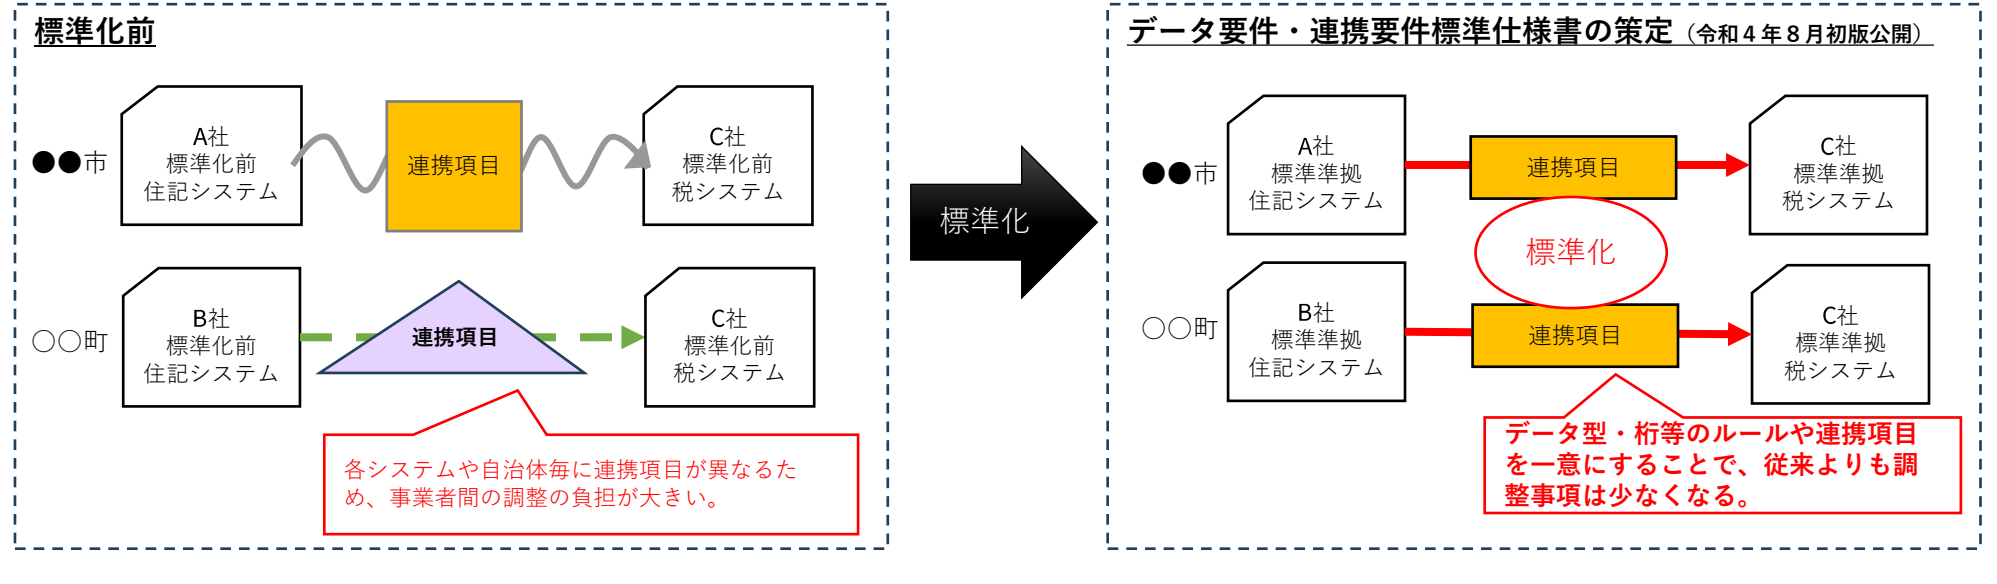 標準化前
●●市
A社
標準化前
住記システム
連携項目
C社
標準化前
税システム
○○町
B社
標準化前
住記システム
連携項目
C社
標準化前
税システム
各システムや自治体毎に連携項目が異なるた
め、事業者間の調整の負担が大きい。
標準化
データ要件・連携要件標準仕様書の策定（令和４年８月初版公開）
●●市
A社
標準準拠
住記システム
連携項目
C社
標準準拠
税システム
標準化
○○町
B社
標準準拠
住記システム
連携項目
C社
標準準拠
税システム
データ型・桁等のルールや連携項目
を一意にすることで、従来よりも調
整事項は少なくなる。